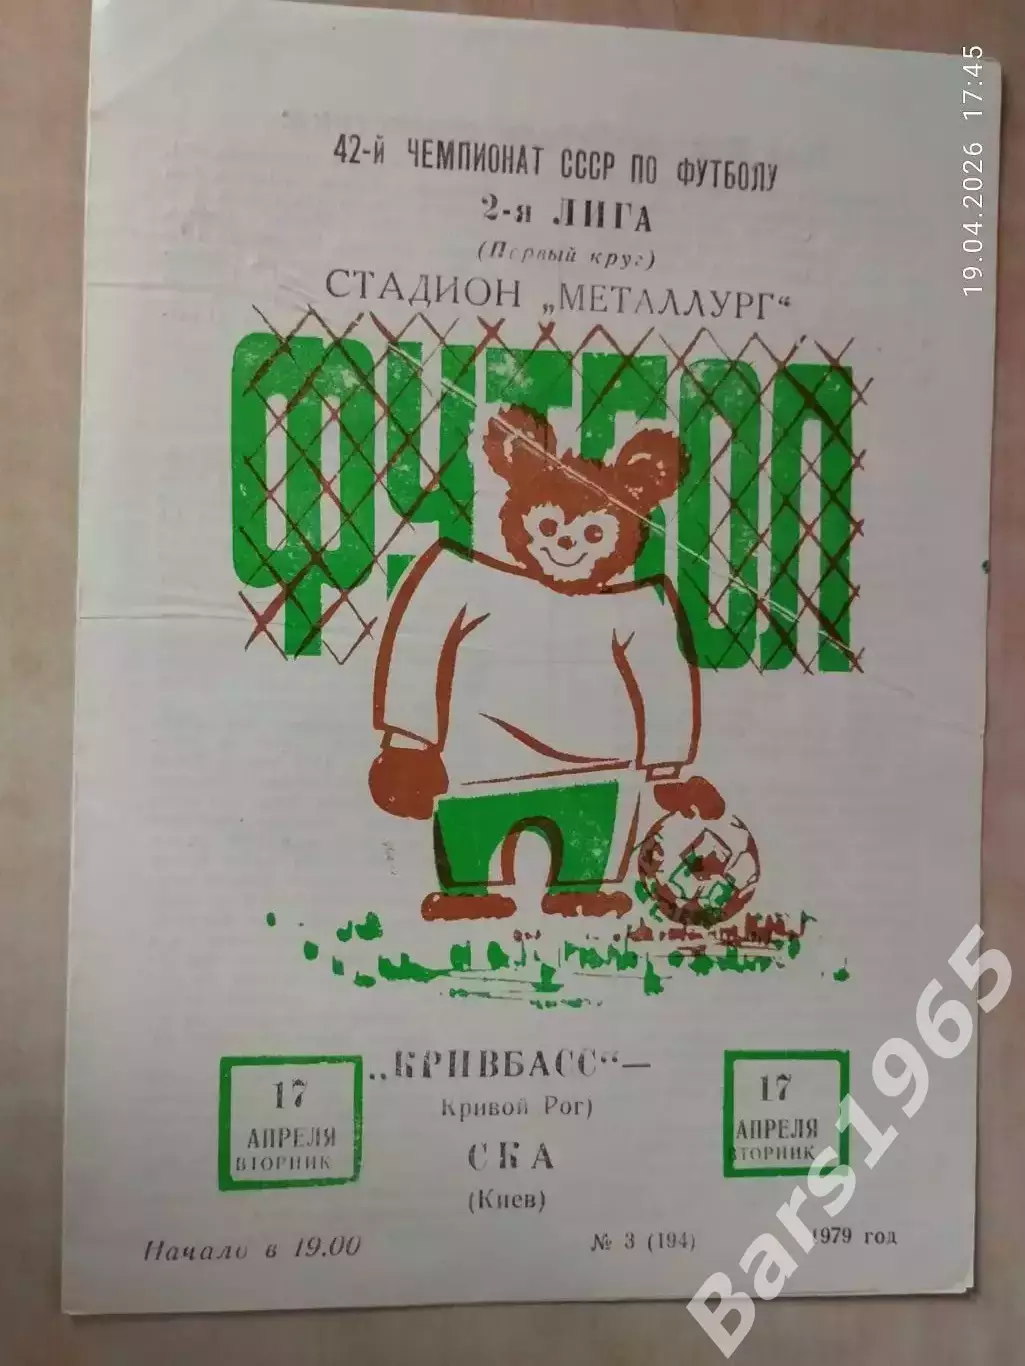 19.04.2026 17:45
42-й ЧЕМПИОНАТ СССР ПО ФУТБОЛУ
2-я ЛИГА
(Первый круг)
СТАДИОН „МЕТАЛЛУРГ“
ФУТБОЛ
17
АПРЕЛЯ
ВТОРНИК
„КРИВБАСС“ —
Кривой Рог)
СКА
(Киев)
17
АПРЕЛЯ
ВТОРНИК
Начало в 19.00
№ 3 (194)
1979 год
Bars1965